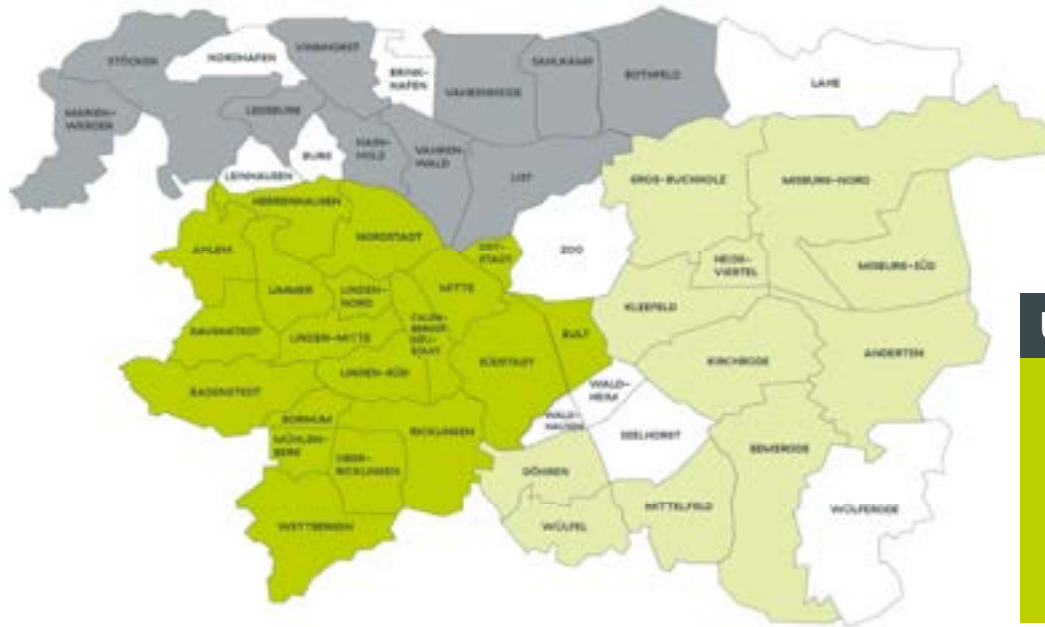 STÖCKEN
NORDHAFEN
VINNHORST
BRINK-
HAFEN
VAHRENHEIDE
SAHLKAMP
BOTHFELD
LAHE
MARIEN-
WERDER
LEDEBURG
BURG
LEINHAUSEN
HAIN-
HOLZ
VAHREN-
WALD
LIST
GROS-BUCHHOLZ
MISBURG-NORD
HERRENHAUSEN
NORDSTADT
OST-
STADT
ZOO
HEIDE-
VIERTEL
MISBURG-SÜD
AHLEM
LIMMER
LINDEN-
NORD
MITTE
KLEEFELD
DAVENSTEDT
LINDEN-MITTE
CALEN-
BERGER
NEU-
STADT
SÜDSTADT
BULT
KIRCHRODE
ANDERTEN
BADENSTEDT
LINDEN-SÜD
WALD-
HEIM
WALD-
HAUSEN
SEELHORST
BORNUM
RICKLINGEN
MÜHLEN-
BERG
OBER-
RICKLINGEN
DÖHREN
BEMERODE
MITTELFELD
WÜLFERODE
WETTBERGEN
WÜLFEL